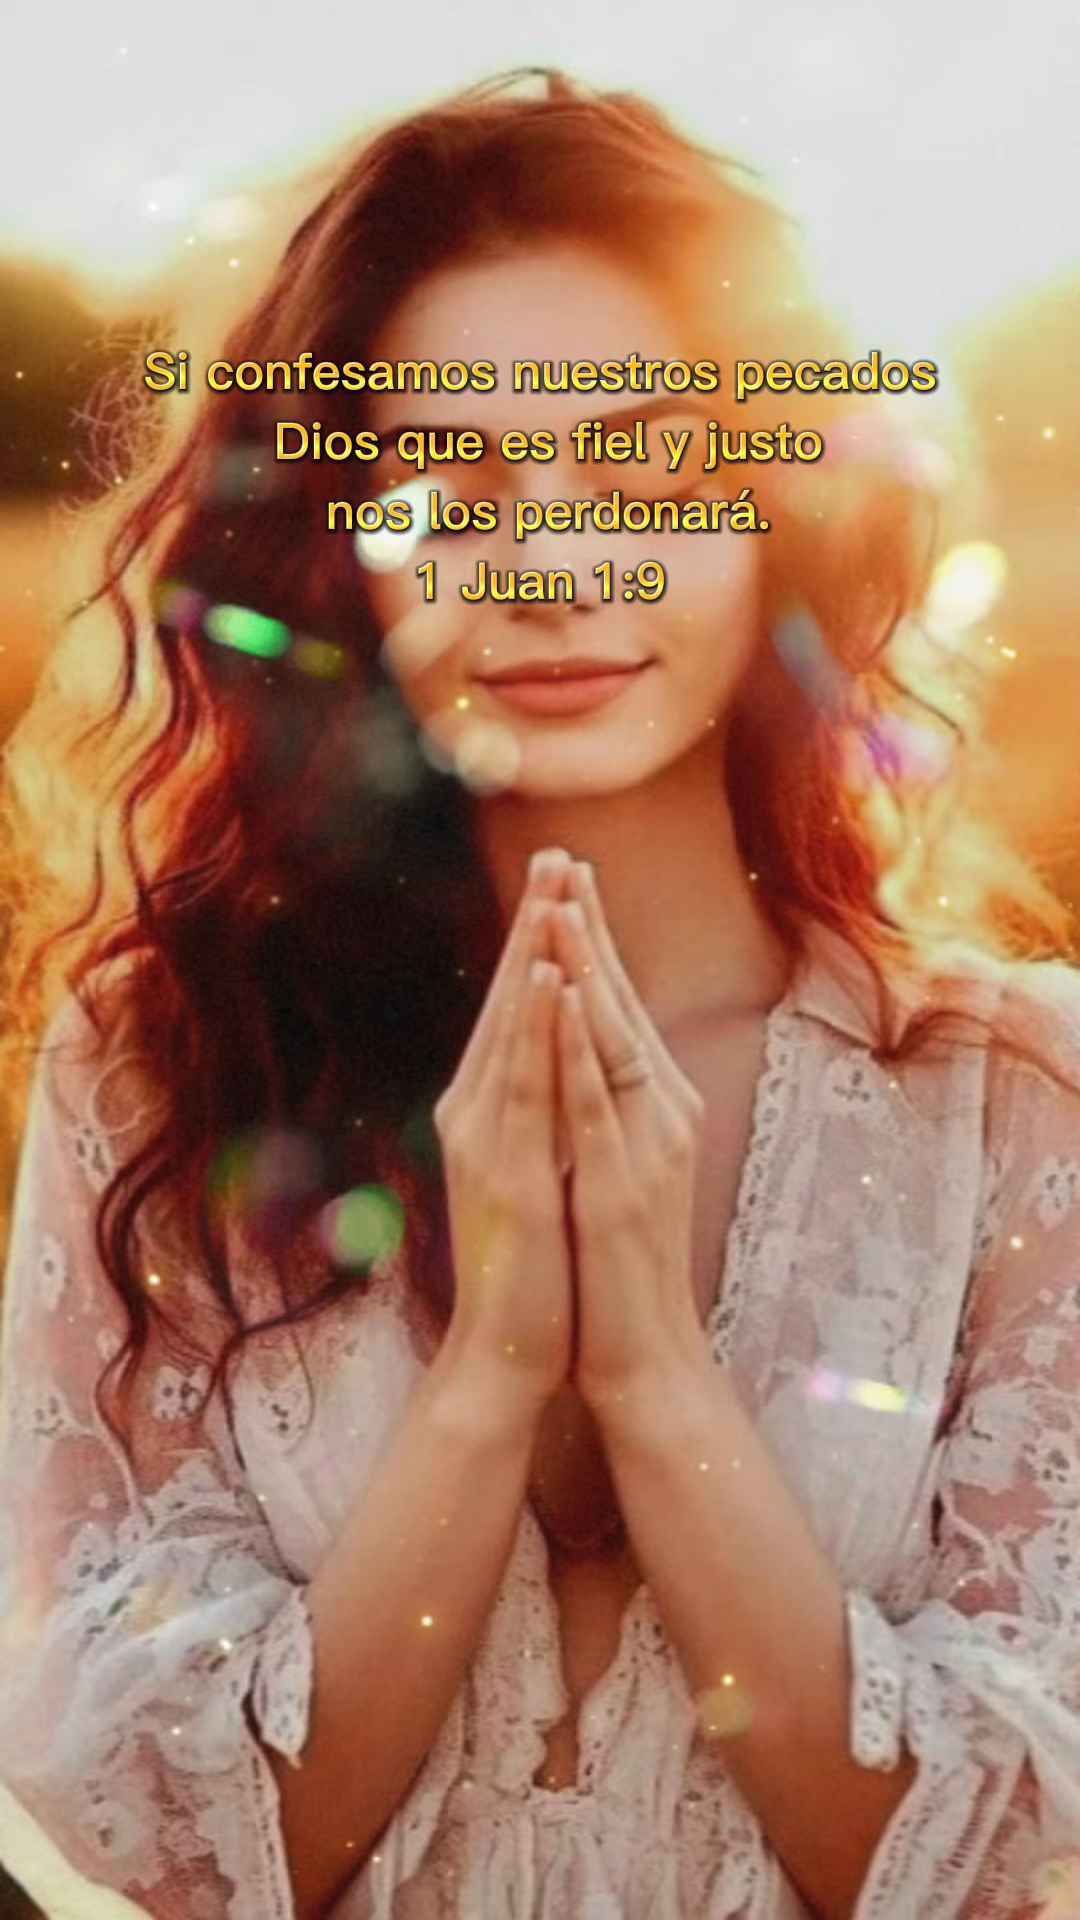 Si confesamos nuestros pecados
Dios que es fiel y justo
nos los perdonará.
1 Juan 1:9